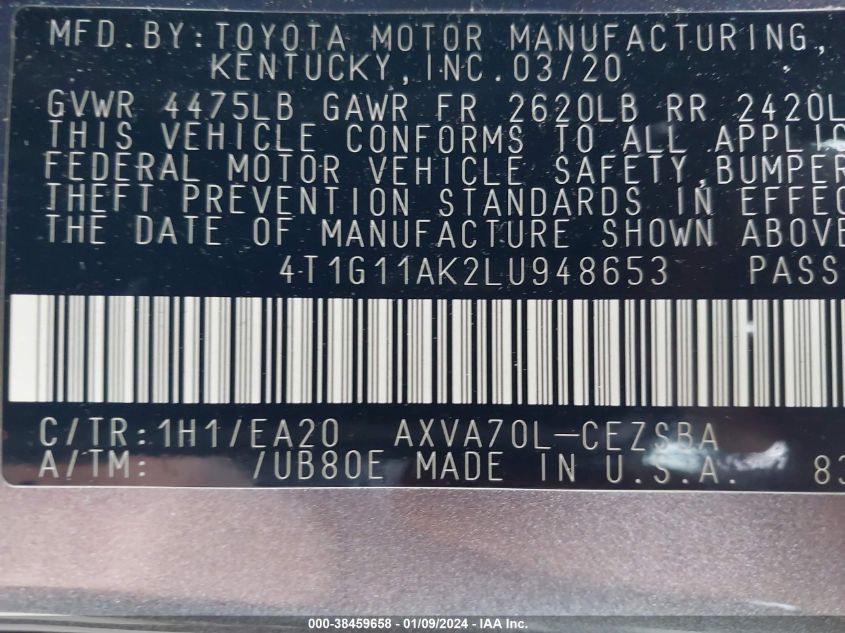 MFD.BY:TOYOTA MOTOR MANUFACTURING,
KENTUCKY,INC.03/20
GVWR 4475LB GAWR FR 2620LB RR 2420L
THIS VEHICLE CONFORMS TO ALL APPLIC
FEDERAL MOTOR VEHICLE SAFETY,BUMPER
THEFT PREVENTION STANDARDS IN EFFEC
THE DATE OF MANUFACTURE SHOWN ABOVE
4T1G11AK2LU948653 PASS
C/TR:1H1/EA20 AXVA70L-CEZSBA
A/TM: /UB80E MADE IN U.S.A. 83
000-38459658 - 01/09/2024 - IAA Inc.